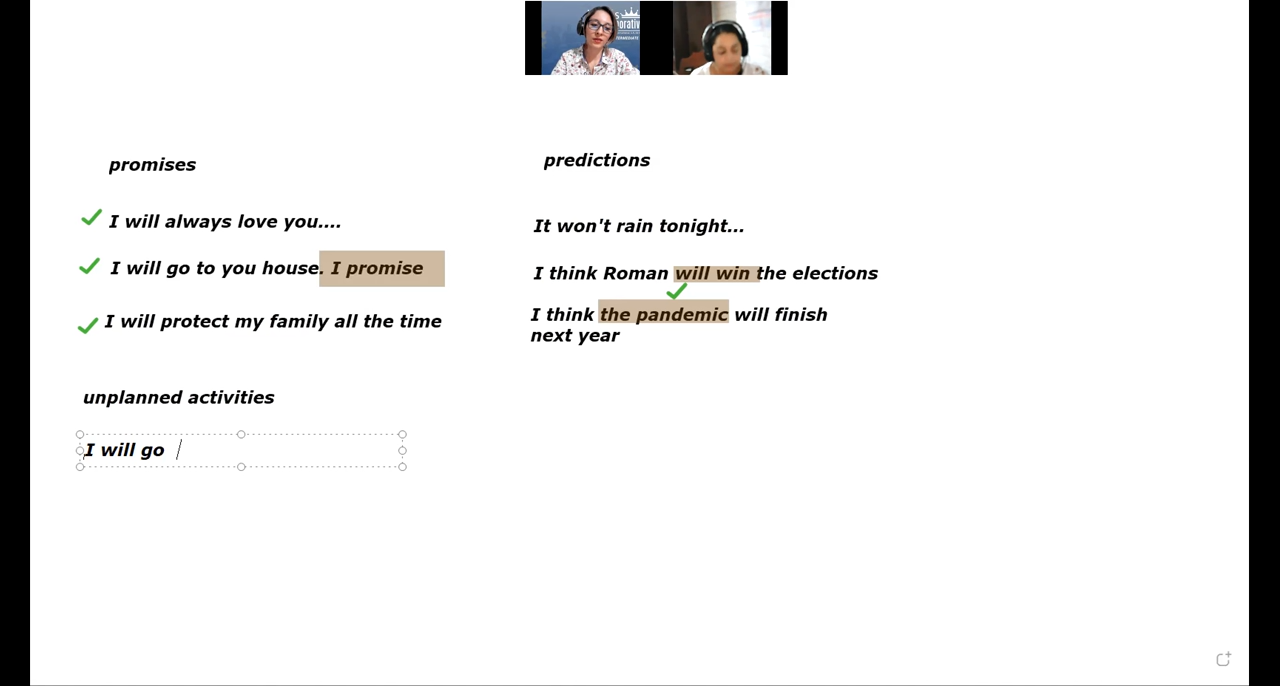 promises
I will always love you....
I will go to you house. I promise
I will protect my family all the time
unplanned activities
I will go
predictions
It won't rain tonight...
I think Roman will win the elections
I think the pandemic will finish
next year